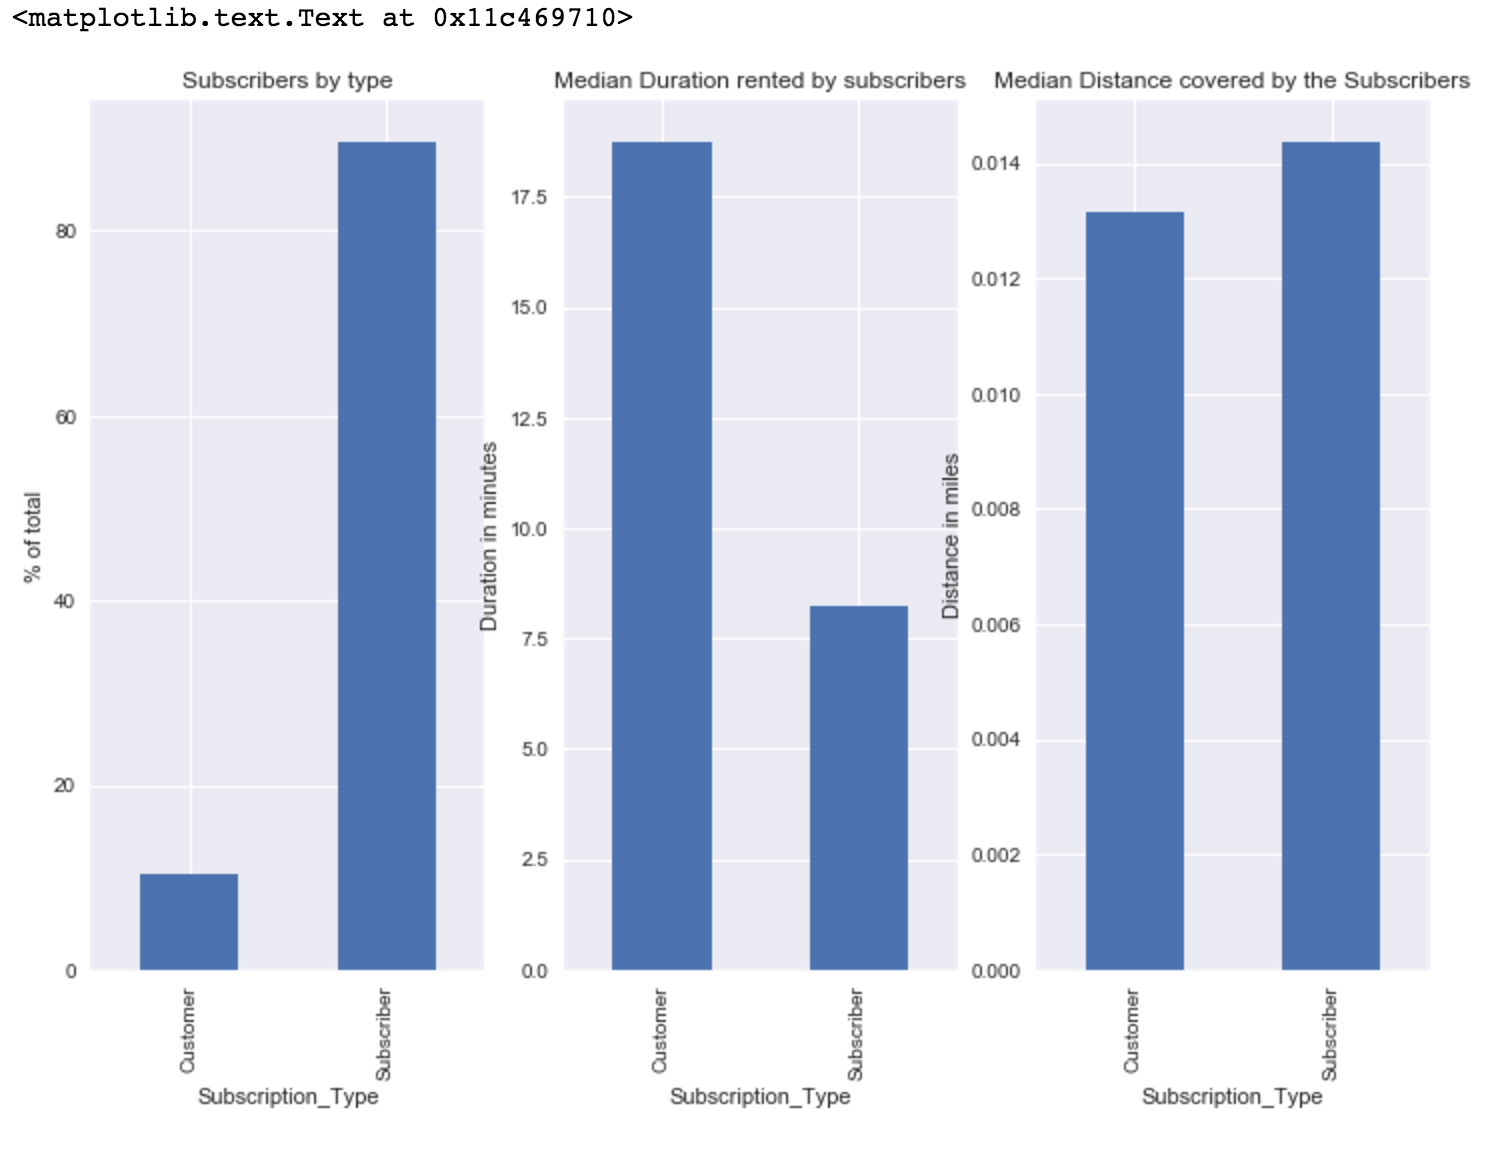 <matplotlib.text.Text at 0x11c469710>
Subscribers by type
% of total
80
60
40
20
0
Customer
Subscriber
Subscription_Type
Median Duration rented by subscribers
Duration in minutes
17.5
15.0
12.5
10.0
7.5
5.0
2.5
0.0
Customer
Subscriber
Subscription_Type
Median Distance covered by the Subscribers
Distance in miles
0.014
0.012
0.010
0.008
0.006
0.004
0.002
0.000
Customer
Subscriber
Subscription_Type